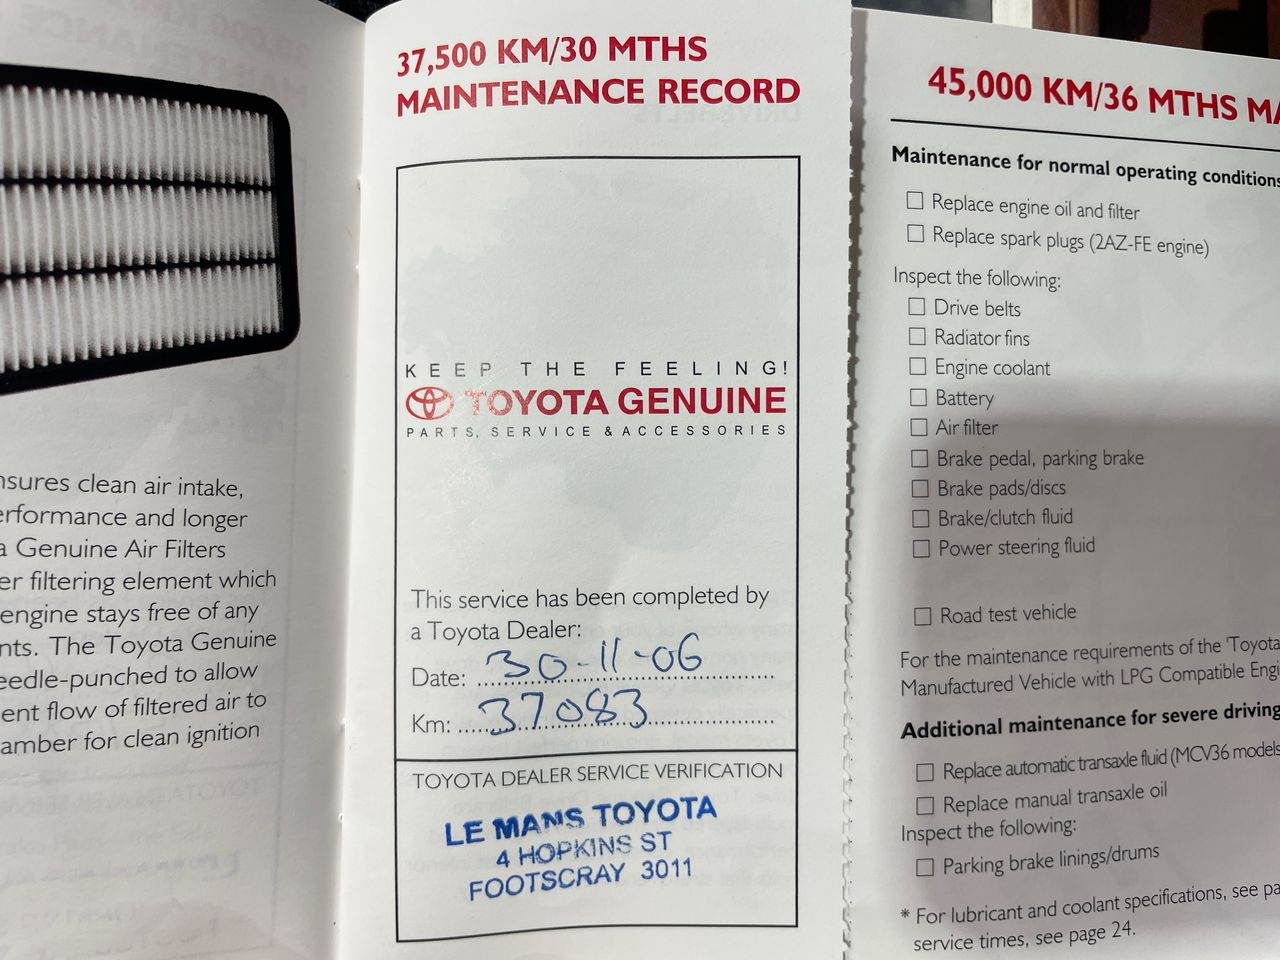 nsures clean air intake,
erformance and longer
a Genuine Air Filters
er filtering element which
engine stays free of any
nts. The Toyota Genuine
eedle-punched to allow
ent flow of filtered air to
amber for clean ignition
37,500 KM/30 MTHS
MAINTENANCE RECORD
KEEP THE FEELING!
TOYOTA GENUINE
PARTS, SERVICE & ACCESSORIES
This service has been completed by
a Toyota Dealer:
Date: 30-11-06
Km: 37083
TOYOTA DEALER SERVICE VERIFICATION
LE MANS TOYOTA
4 HOPKINS ST
FOOTSCRAY 3011
45,000 KM/36 MTHS MA
Maintenance for normal operating conditions
Replace engine oil and filter
Replace spark plugs (2AZ-FE engine)
Inspect the following:
Drive belts
Radiator fins
Engine coolant
Battery
Air filter
Brake pedal, parking brake
Brake pads/discs
Brake/clutch fluid
Power steering fluid
Road test vehicle
For the maintenance requirements of the 'Toyota
Manufactured Vehicle with LPG Compatible Engi
Additional maintenance for severe driving
Replace automatic transaxle fluid (MCV36 models
Replace manual transaxle oil
Inspect the following:
Parking brake linings/drums
* For lubricant and coolant specifications, see pa
service times, see page 24.